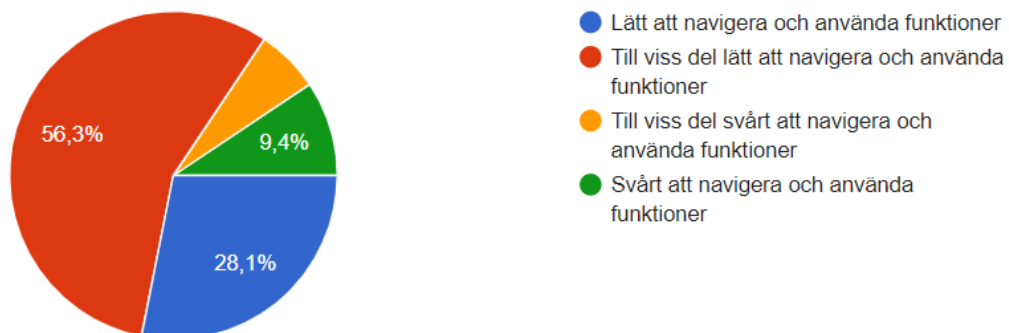 56,3%
9,4%
28,1%
Lätt att navigera och använda funktioner
Till viss del lätt att navigera och använda
funktioner
Till viss del svårt att navigera och
använda funktioner
Svårt att navigera och använda
funktioner